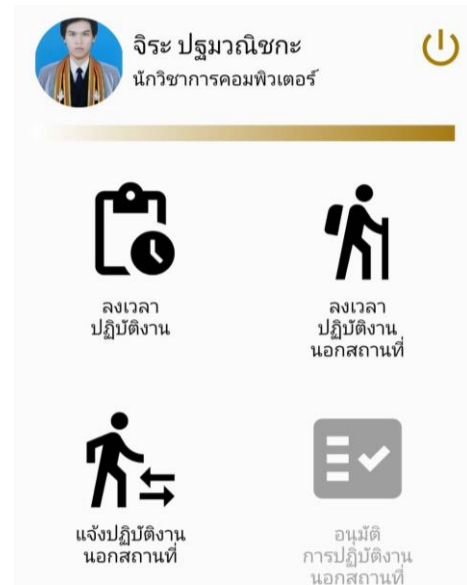 จิระ ปฐมวณิชกะ
นักวิชาการคอมพิวเตอร์
ลงเวลา
ปฏิบัติงาน
ลงเวลา
ปฏิบัติงาน
นอกสถานที่
แจ้งปฏิบัติงาน
นอกสถานที่
อนุมัติ
การปฏิบัติงาน
นอกสถานที่